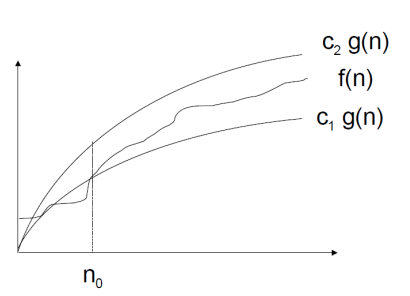 c₂ g(n)
f(n)
c₁ g(n)
n₀